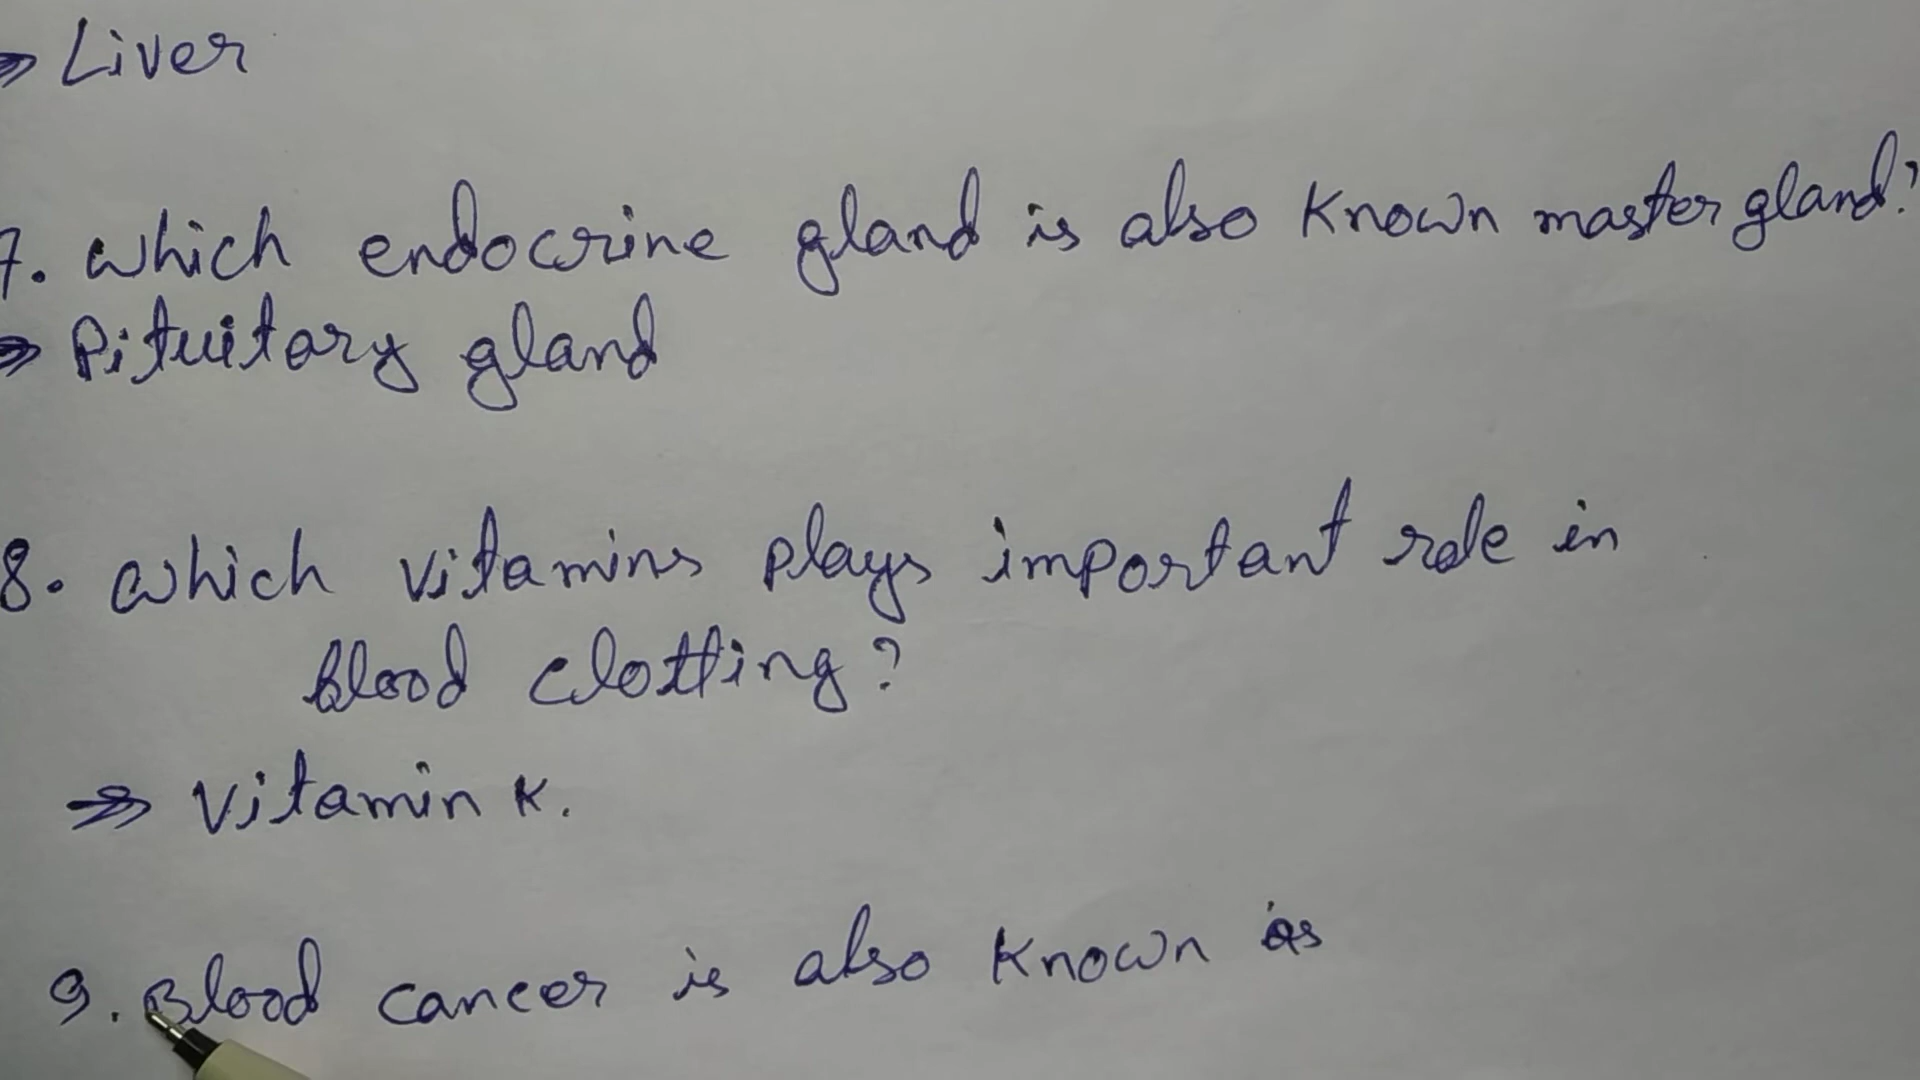 ⇒ Liver
7. which endocrine gland is also known master gland?
⇒ Pituitary gland
8. which vitamins plays important role in
blood clotting?
⇒ Vitamin K.
9. Blood cancer is also known as